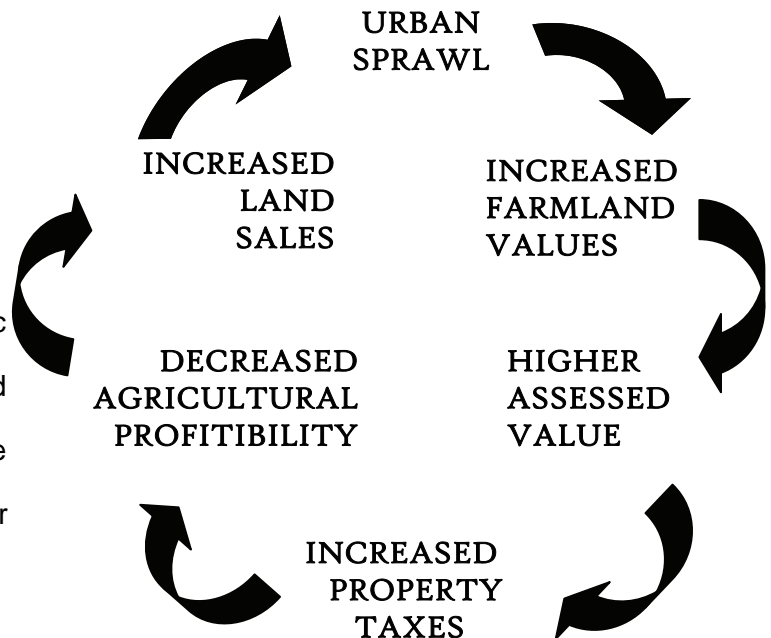 URBAN
SPRAWL
INCREASED
FARMLAND
VALUES
HIGHER
ASSESSED
VALUE
INCREASED
PROPERTY
TAXES
DECREASED
AGRICULTURAL
PROFITIBILITY
INCREASED
LAND
SALES
c
d
e
r